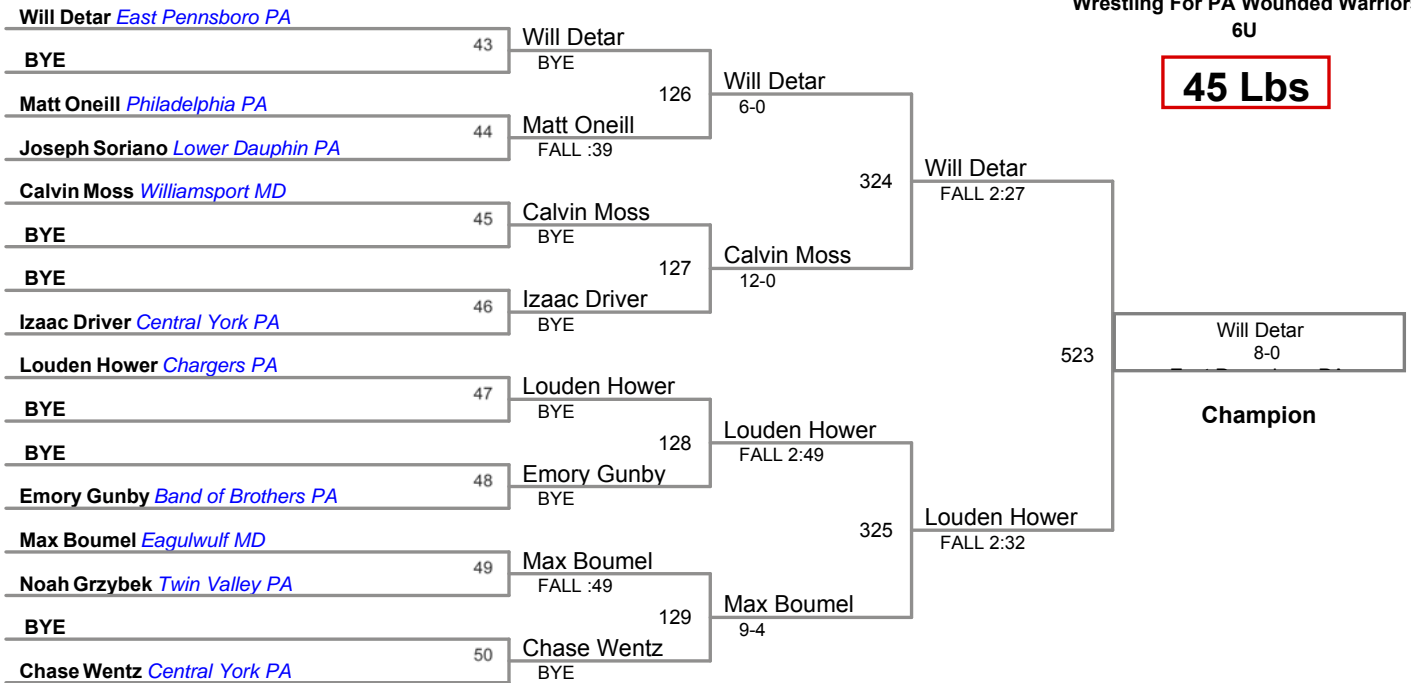 Wrestling For PA Wounded Warrior
6U
45 Lbs
Will Detar East Pennsboro PA
BYE
Matt Oneill Philadelphia PA
Joseph Soriano Lower Dauphin PA
Calvin Moss Williamsport MD
BYE
BYE
Izaac Driver Central York PA
Louden Hower Chargers PA
BYE
BYE
Emory Gunby Band of Brothers PA
Max Boumel Eagulwulf MD
Noah Grzybek Twin Valley PA
BYE
Chase Wentz Central York PA
43
44
45
46
47
48
49
50
Will Detar
BYE
Matt Oneill
FALL :39
Calvin Moss
BYE
Izaac Driver
BYE
Louden Hower
BYE
Emory Gunby
BYE
Max Boumel
FALL :49
Chase Wentz
BYE
126
127
128
129
Will Detar
6-0
Calvin Moss
12-0
Louden Hower
FALL 2:49
Max Boumel
9-4
324
325
Will Detar
FALL 2:27
Louden Hower
FALL 2:32
523
Will Detar
8-0
Champion